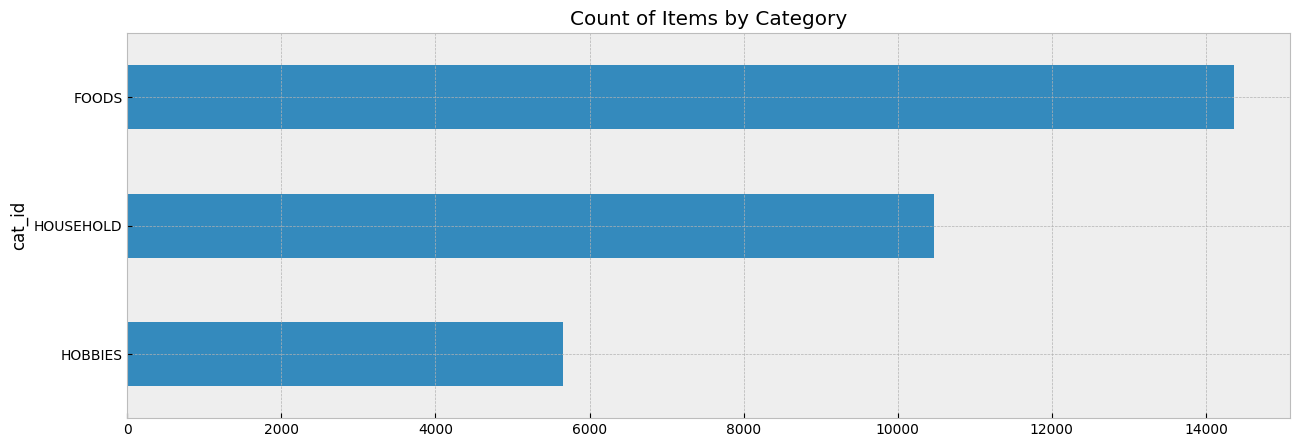 Count of Items by Category
FOODS
HOUSEHOLD
HOBBIES
cat_id
0 2000 4000 6000 8000 10000 12000 14000